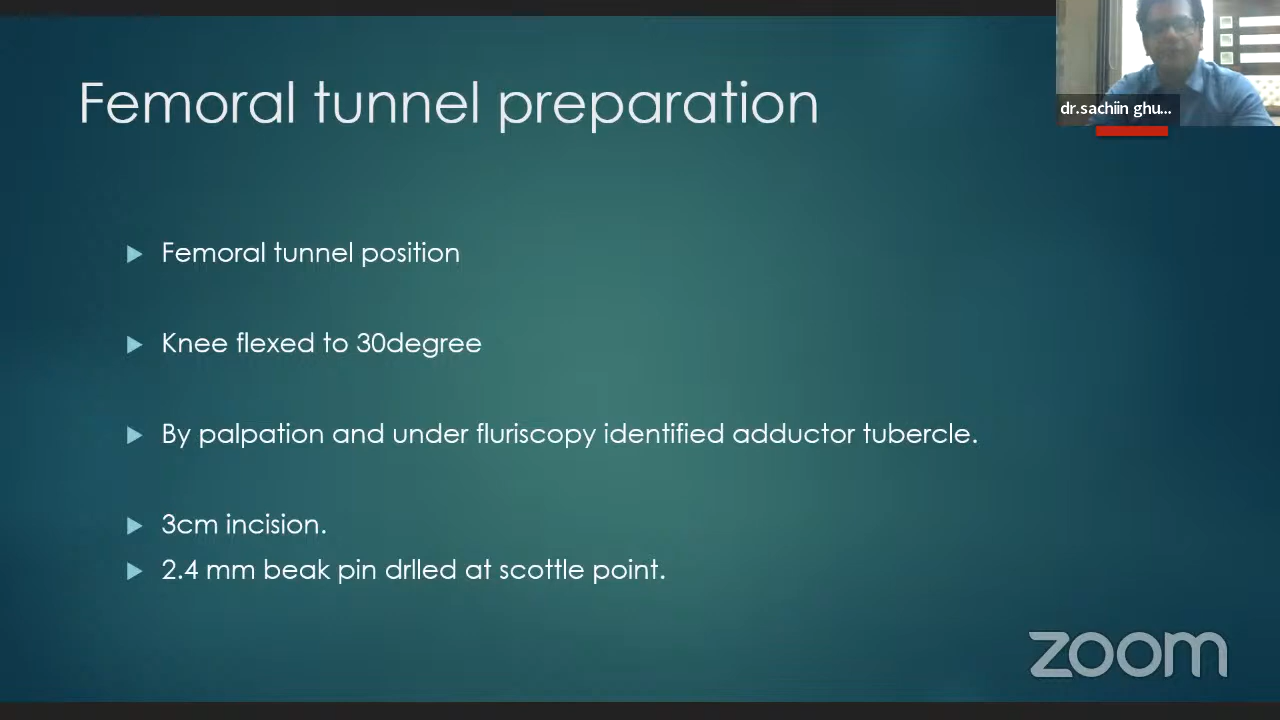 Femoral tunnel preparation
dr.sachiin ghu...
Femoral tunnel position
Knee flexed to 30degree
By palpation and under fluriscopy identified adductor tubercle.
3cm incision.
2.4 mm beak pin drlled at scottle point.
zoom